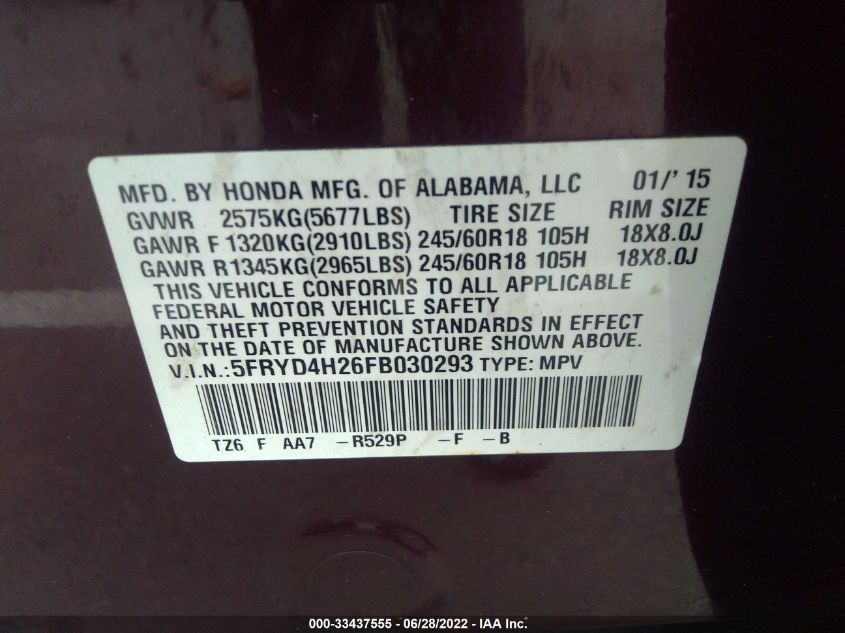 MFD. BY HONDA MFG. OF ALABAMA, LLC 01/' 15
GVWR 2575KG(5677LBS) TIRE SIZE RIM SIZE
GAWR F 1320KG(2910LBS) 245/60R18 105H 18X8.0J
GAWR R1345KG(2965LBS) 245/60R18 105H 18X8.0J
THIS VEHICLE CONFORMS TO ALL APPLICABLE
FEDERAL MOTOR VEHICLE SAFETY
AND THEFT PREVENTION STANDARDS IN EFFECT
ON THE DATE OF MANUFACTURE SHOWN ABOVE.
V.I.N.:5FRYD4H26FB030293 TYPE: MPV
TZ6 F AA7 -R529P -F -B
000-33437555 - 06/28/2022 - IAA Inc.